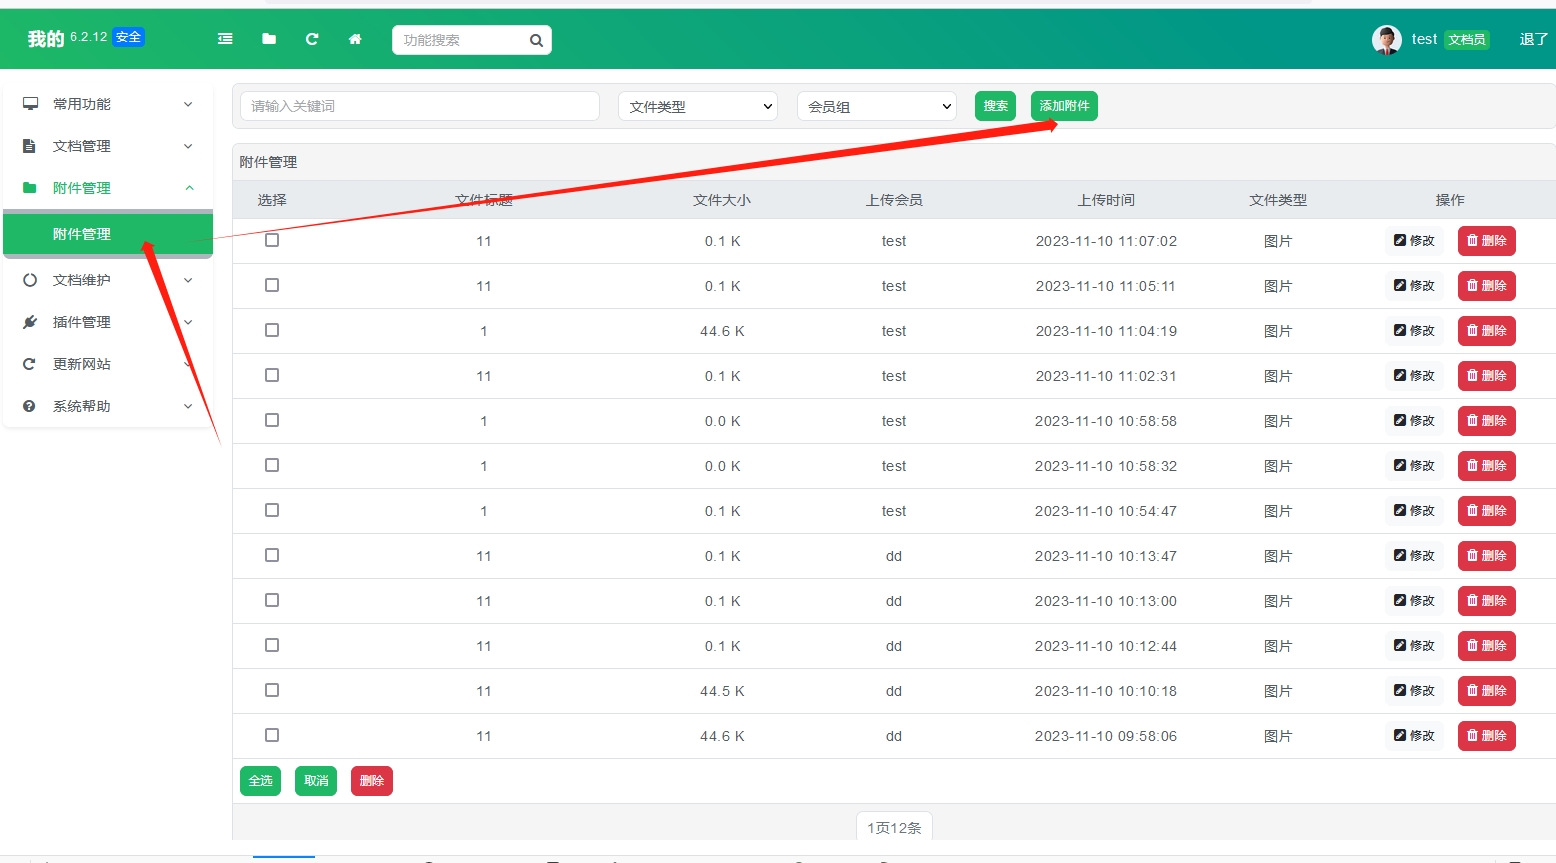 我的 6.2.12 安全 功能搜索 test 文档员 退了
常用功能
文档管理
附件管理
附件管理
文档维护
插件管理
更新网站
系统帮助
请输入关键词 文件类型 会员组 搜索 添加附件
附件管理
选择 文件标题 文件大小 上传会员 上传时间 文件类型 操作
11 0.1 K test 2023-11-10 11:07:02 图片 修改 删除
11 0.1 K test 2023-11-10 11:05:11 图片 修改 删除
1 44.6 K test 2023-11-10 11:04:19 图片 修改 删除
11 0.1 K test 2023-11-10 11:02:31 图片 修改 删除
1 0.0 K test 2023-11-10 10:58:58 图片 修改 删除
1 0.0 K test 2023-11-10 10:58:32 图片 修改 删除
1 0.1 K test 2023-11-10 10:54:47 图片 修改 删除
11 0.1 K dd 2023-11-10 10:13:47 图片 修改 删除
11 0.1 K dd 2023-11-10 10:13:00 图片 修改 删除
11 0.1 K dd 2023-11-10 10:12:44 图片 修改 删除
11 44.5 K dd 2023-11-10 10:10:18 图片 修改 删除
11 44.6 K dd 2023-11-10 09:58:06 图片 修改 删除
全选 取消 删除
1页12条